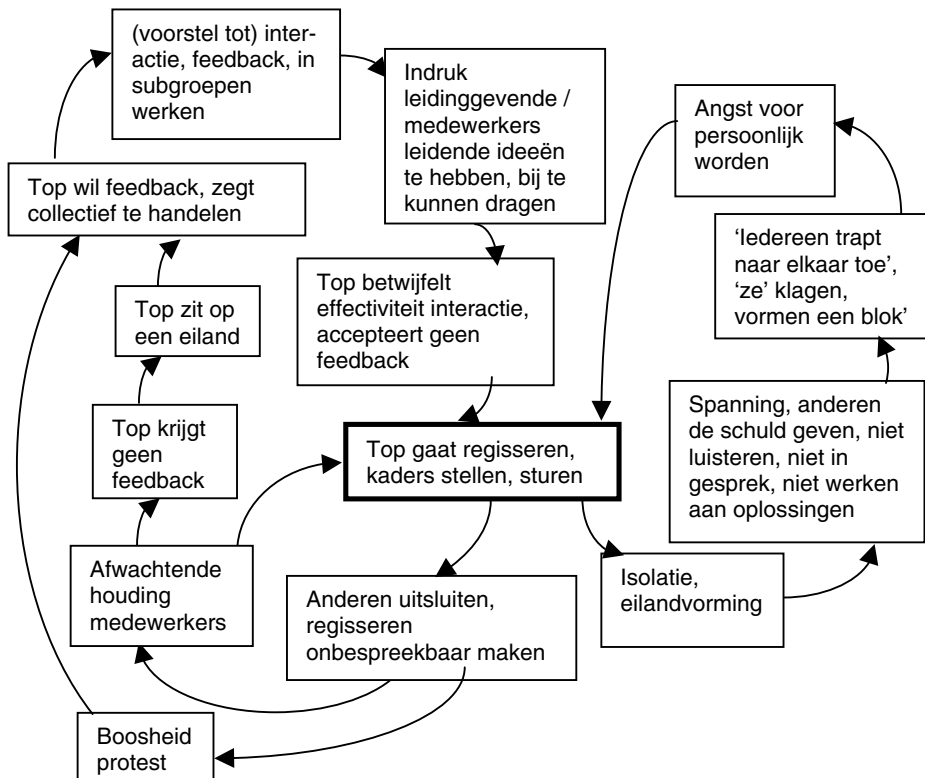 (voorstel tot) inter-
actie, feedback, in
subgroepen
werken
Indruk
leidinggevende /
medewerkers
leidende ideeën
te hebben, bij te
kunnen dragen
Angst voor
persoonlijk
worden
Top wil feedback, zegt
collectief te handelen
'Iedereen trapt
naar elkaar toe',
'ze' klagen,
vormen een blok'
Top zit op
een eiland
Top betwijfelt
effectiviteit interactie,
accepteert geen
feedback
Spanning, anderen
de schuld geven, niet
luisteren, niet in
gesprek, niet werken
aan oplossingen
Top krijgt
geen
feedback
Top gaat regisseren,
kaders stellen, sturen
Afwachtende
houding
medewerkers
Anderen uitsluiten,
regisseren
onbespreekbaar maken
Isolatie,
eilandvorming
Boosheid
protest